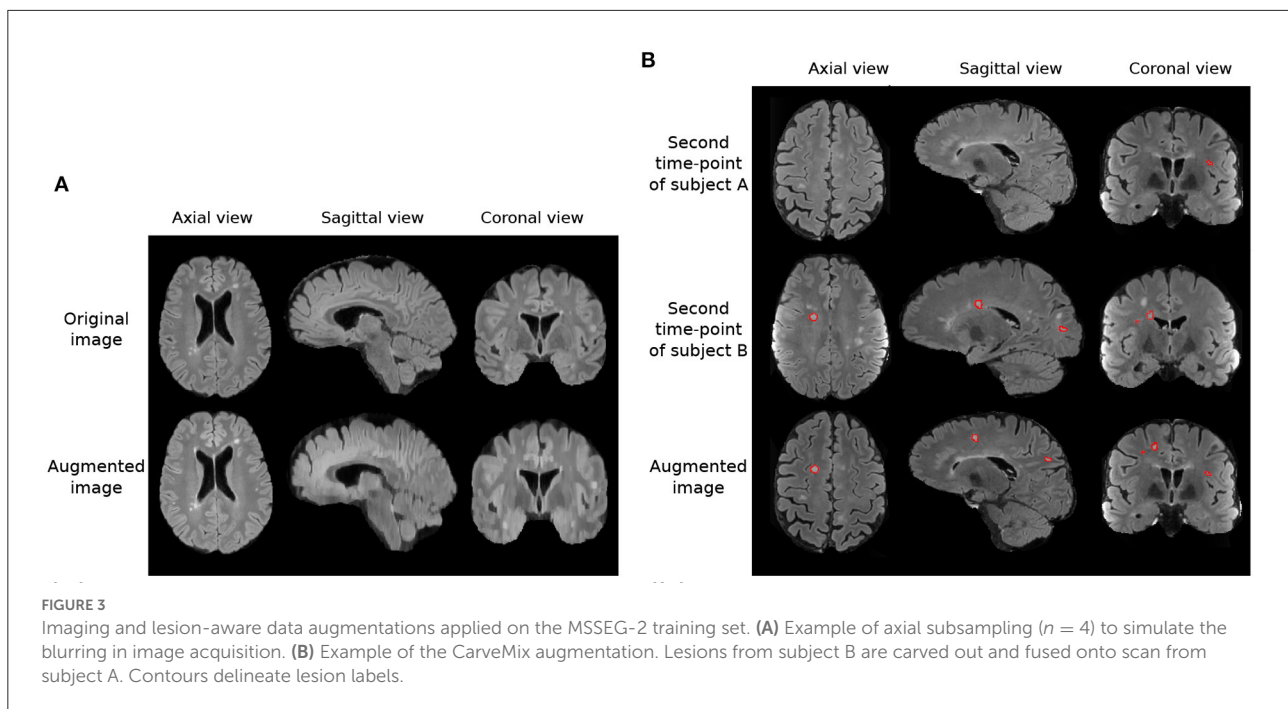 A
Axial view Sagittal view Coronal view
Original
image
Augmented
image
B
Axial view Sagittal view Coronal view
Second
time-point
of subject A
Second
time-point
of subject B
Augmented
image
FIGURE 3
Imaging and lesion-aware data augmentations applied on the MSSEG-2 training set. (A) Example of axial subsampling (n = 4) to simulate the
blurring in image acquisition. (B) Example of the CarveMix augmentation. Lesions from subject B are carved out and fused onto scan from
subject A. Contours delineate lesion labels.